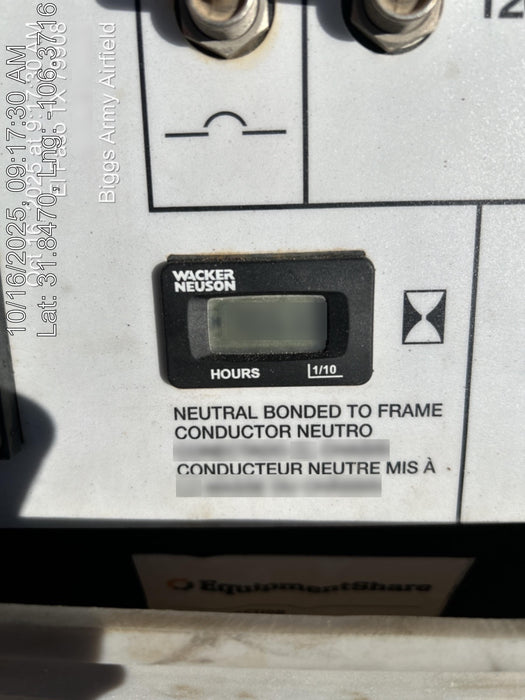 10/16/2025, 09:17:30 AM
Lat: 31.8470, Lng: -106.3716
Biggs Army Airfield
12
WACKER
NEUSON
HOURS
1/10
NEUTRAL BONDED TO FRAME
CONDUCTOR NEUTRO
CONDUCTEUR NEUTRE MIS À
EquipmentShare